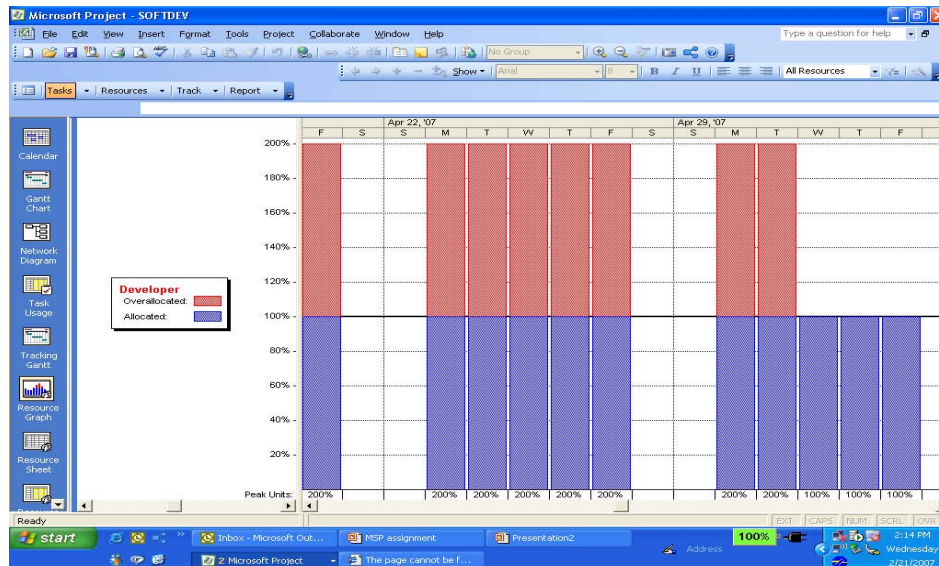 Microsoft Project - SOFTDEV
File Edit View Insert Format Tools Project Collaborate Window Help
Type a question for help
No Group
Show
Arial
8
B I U
All Resources
Tasks Resources Track Report
Apr 22, '07 Apr 29, '07
F S S M T W T F S S M T W T F
Calendar
Gantt
Chart
Network
Diagram
Task
Usage
Tracking
Gantt
Resource
Graph
Resource
Sheet
200%
180%
160%
140%
120%
100%
80%
60%
40%
20%
Developer
Overallocated:
Allocated:
Peak Units: 200% 200% 200% 200% 200% 200% 200% 200% 100% 100% 100%
Ready
EXT CAPS NUM SCRL OVR
start
Inbox - Microsoft Out...
MSP assignment
Presentation2
2 Microsoft Project
The page cannot be f...
Address
100%
2:14 PM
Wednesday
2/21/2007